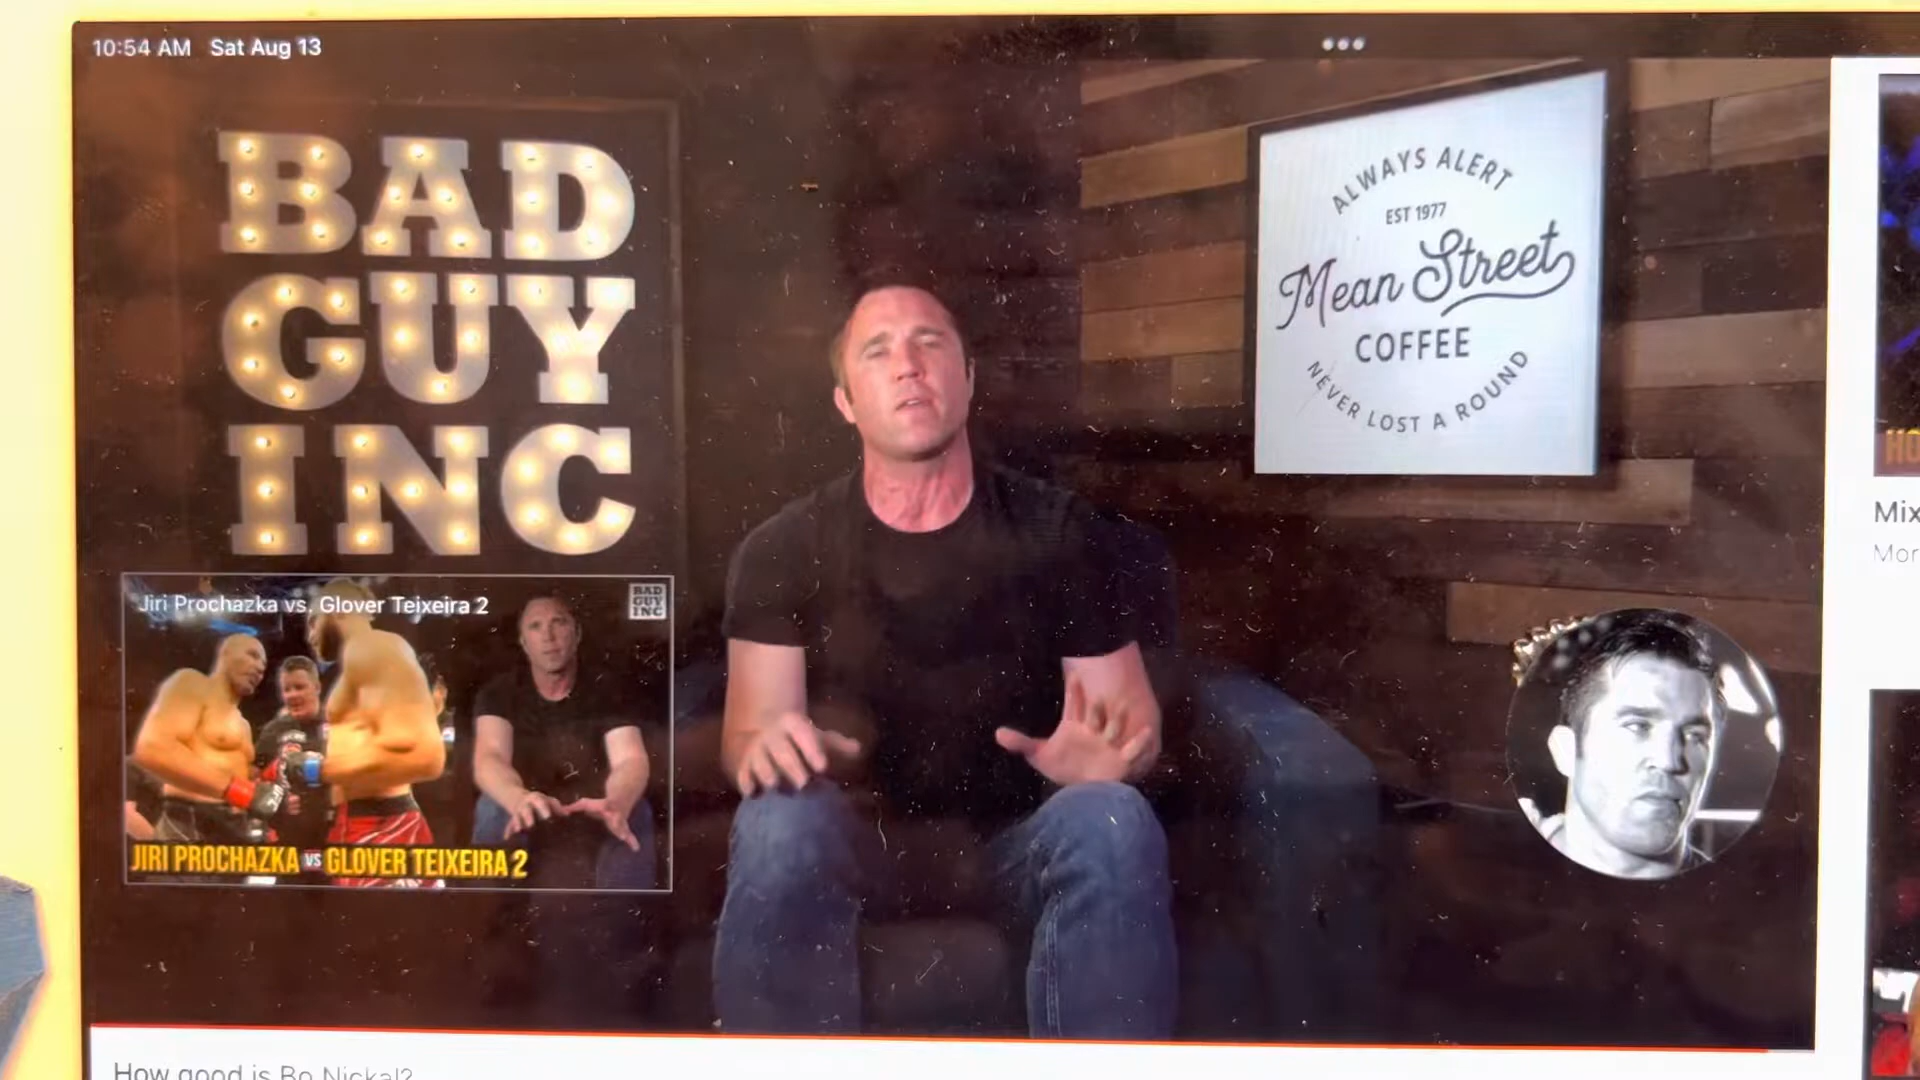 10:54 AM Sat Aug 13
BAD
GUY
INC
ALWAYS ALERT
EST 1977
Mean Street
COFFEE
NEVER LOST A ROUND
Jiri Prochazka vs. Glover Teixeira 2
BAD
GUY
INC
JIRI PROCHAZKA VS GLOVER TEIXEIRA 2
HO
Mix
Mor
How good is Bo Nickal?